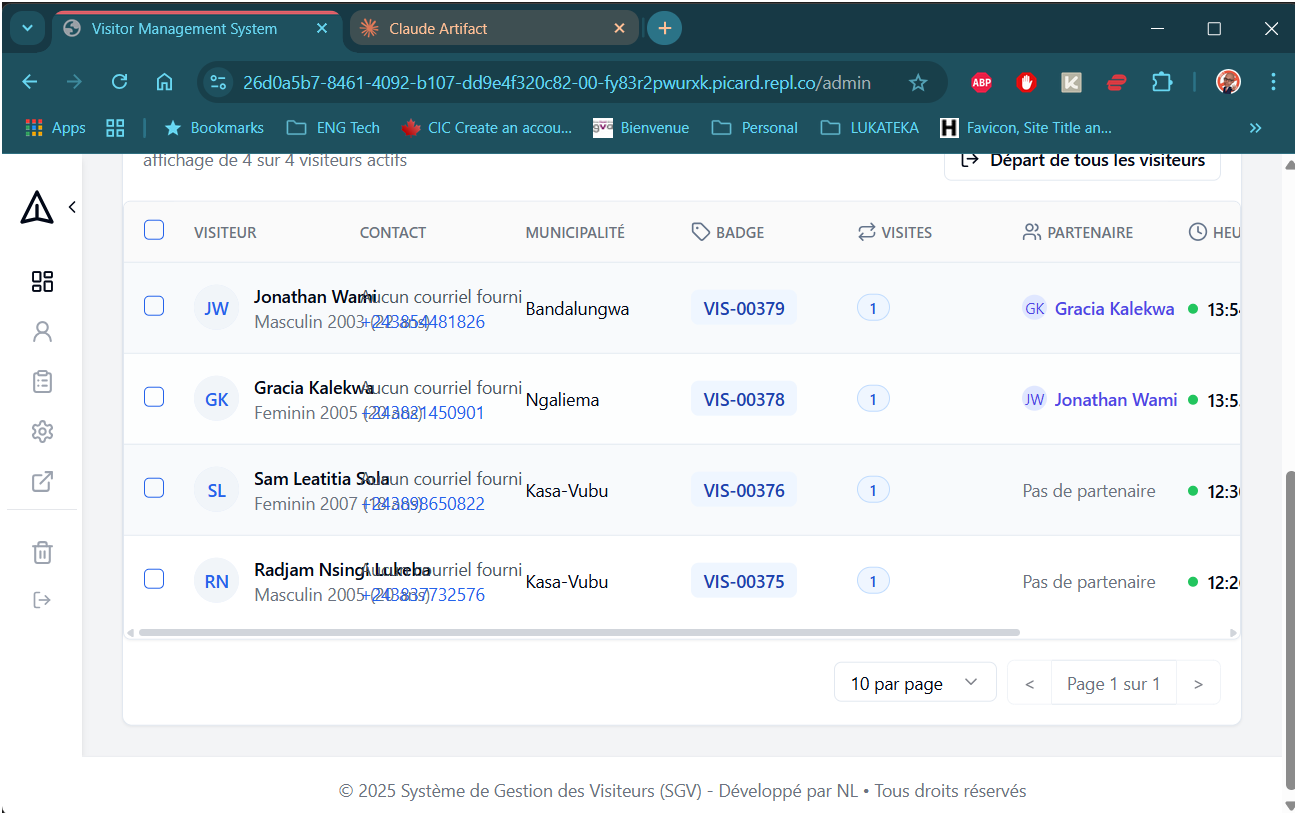 Visitor Management System
Claude Artifact
26d0a5b7-8461-4092-b107-dd9e4f320c82-00-fy83r2pwurxk.picard.repl.co/admin
ABP
K
Apps
Bookmarks
ENG Tech
CIC Create an accou...
gva
Bienvenue
Personal
LUKATEKA
H
Favicon, Site Title an...
affichage de 4 sur 4 visiteurs actifs
Départ de tous les visiteurs
VISITEUR CONTACT MUNICIPALITÉ BADGE VISITES PARTENAIRE HEU
JW Jonathan Wami Aucun courriel fourni Bandalungwa VIS-00379 1 GK Gracia Kalekwa 13:54
Masculin 2003 (22 ans) +243854481826
GK Gracia Kalekwa Aucun courriel fourni Ngaliema VIS-00378 1 JW Jonathan Wami 13:5
Feminin 2005 (20 ans) +243821450901
SL Sam Leatitia Sola Aucun courriel fourni Kasa-Vubu VIS-00376 1 Pas de partenaire 12:30
Feminin 2007 (18 ans) +243898650822
RN Radjam Nsingi Lukeba Aucun courriel fourni Kasa-Vubu VIS-00375 1 Pas de partenaire 12:26
Masculin 2005 (20 ans) +243837732576
10 par page
< Page 1 sur 1 >
© 2025 Système de Gestion des Visiteurs (SGV) - Développé par NL • Tous droits réservés